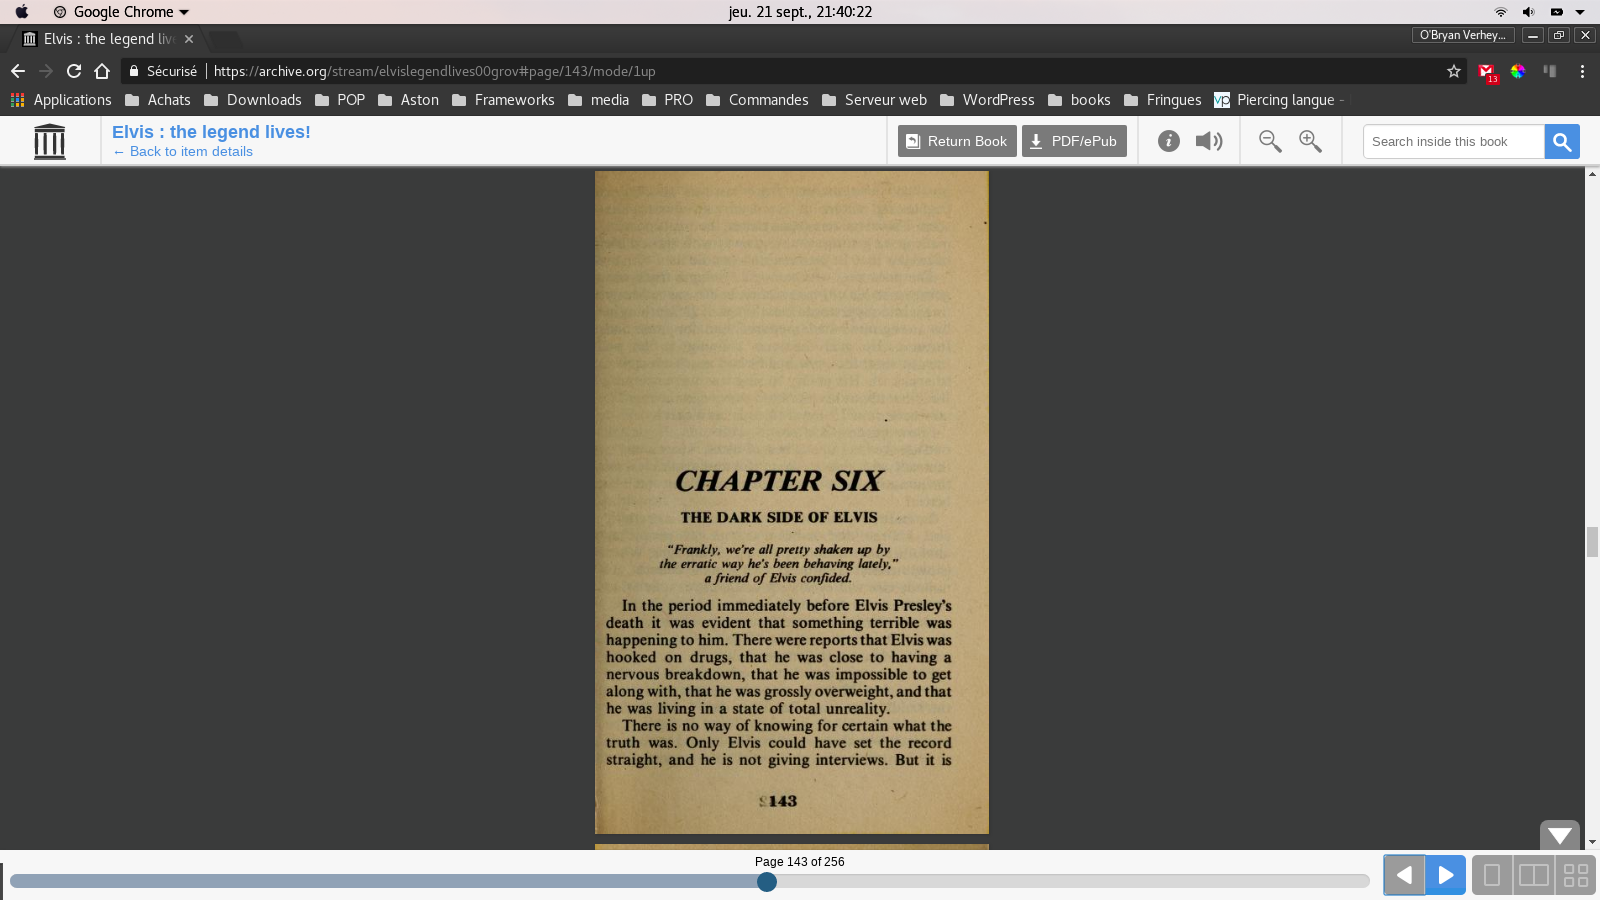 Google Chrome
jeu. 21 sept., 21:40:22
Elvis : the legend live
O'Bryan Verhey...
Sécurisé
https://archive.org/stream/elvislegendlives00grov#page/143/mode/1up
13
Applications
Achats
Downloads
POP
Aston
Frameworks
media
PRO
Commandes
Serveur web
WordPress
books
Fringues
vp
Piercing langue -
Elvis : the legend lives!
← Back to item details
Return Book
PDF/ePub
Search inside this book
CHAPTER SIX
THE DARK SIDE OF ELVIS
“Frankly, we're all pretty shaken up by
the erratic way he's been behaving lately,”
a friend of Elvis confided.
In the period immediately before Elvis Presley's
death it was evident that something terrible was
happening to him. There were reports that Elvis was
hooked on drugs, that he was close to having a
nervous breakdown, that he was impossible to get
along with, that he was grossly overweight, and that
he was living in a state of total unreality.
There is no way of knowing for certain what the
truth was. Only Elvis could have set the record
straight, and he is not giving interviews. But it is
143
Page 143 of 256